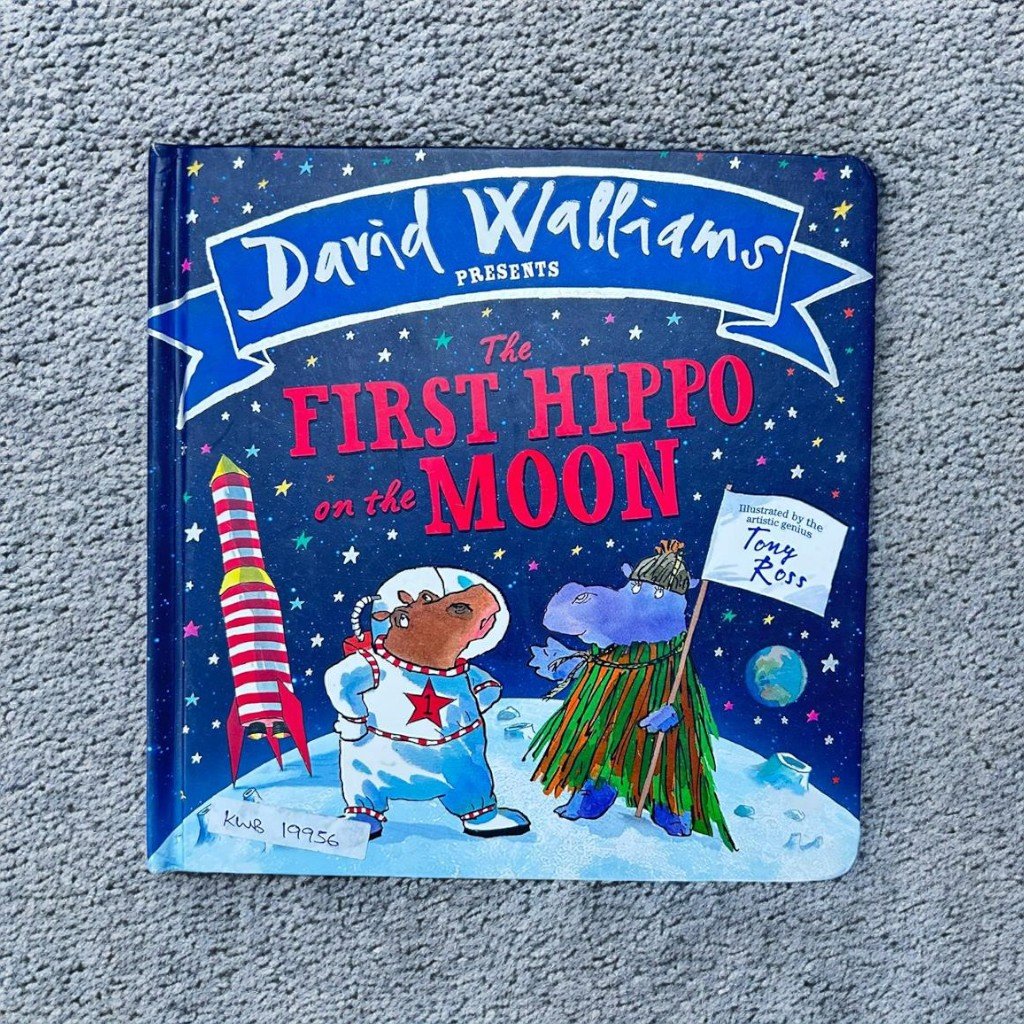 David Walliams
PRESENTS
The
FIRST HIPPO
on the MOON
Illustrated by the
artistic genius
Tony
Ross
1
KWB 19956